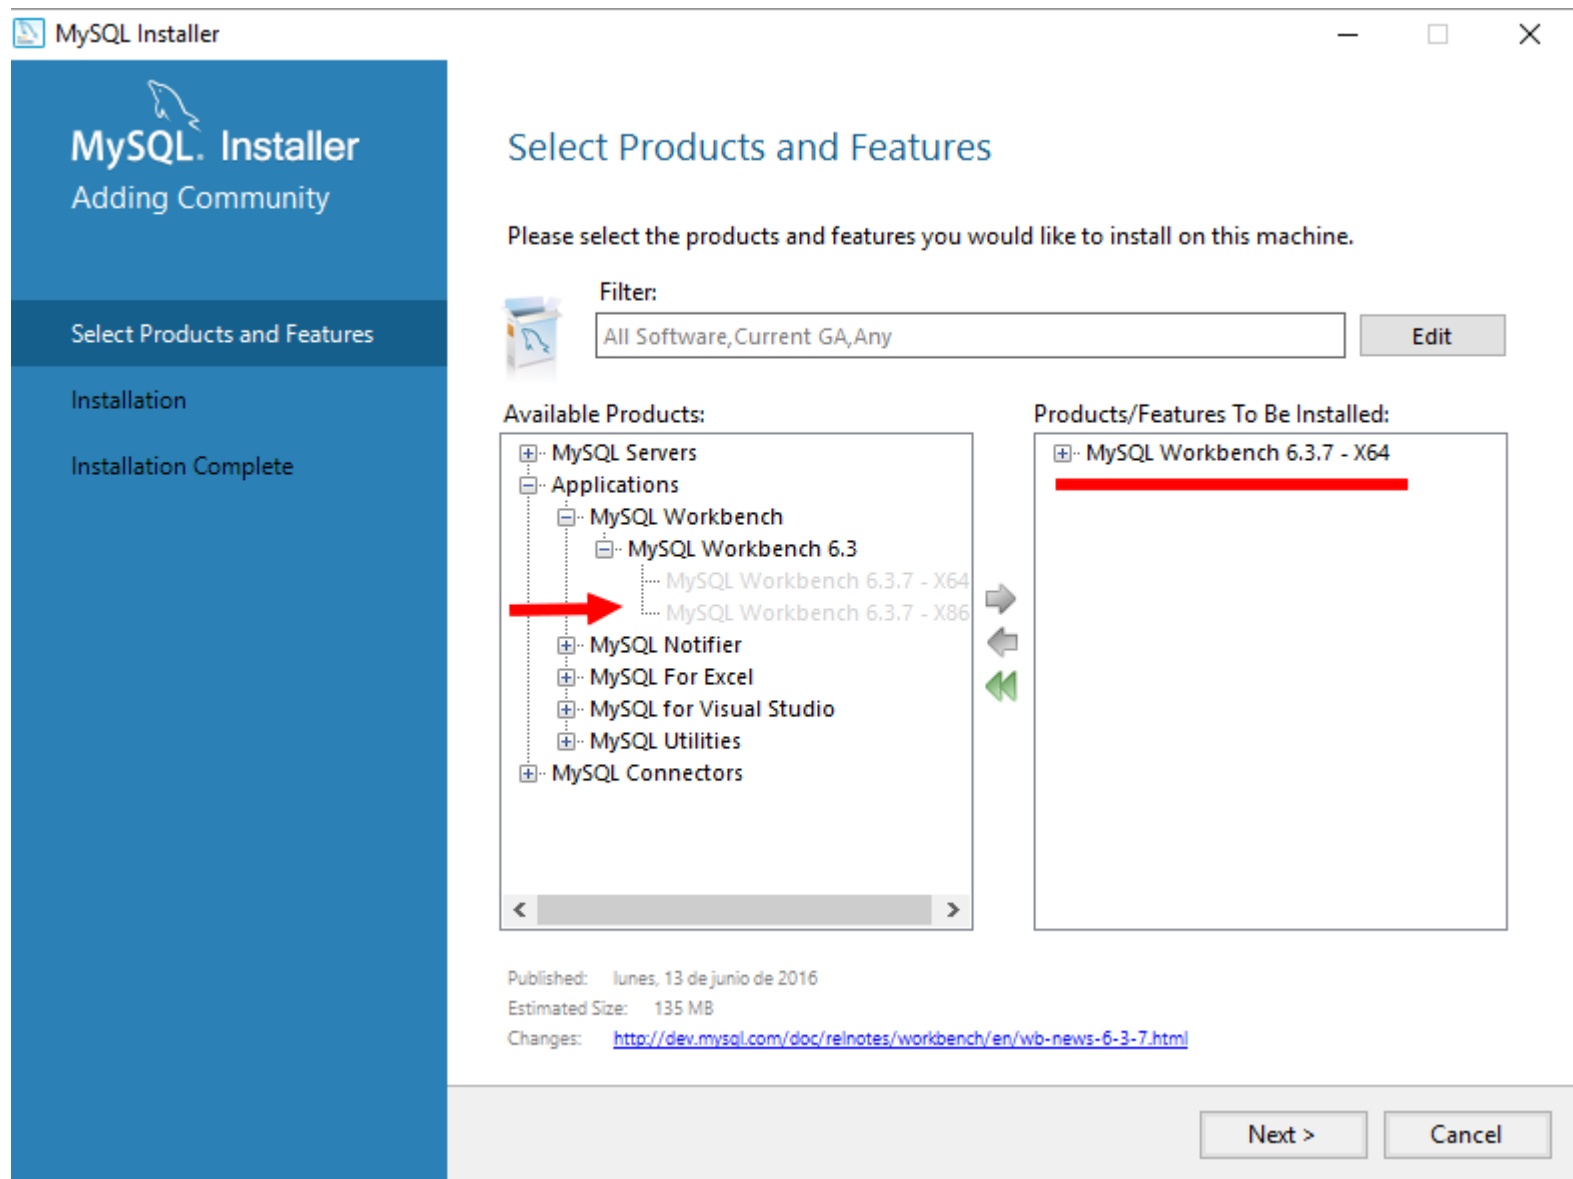 MySQL Installer
MySQL. Installer
Adding Community
Select Products and Features
Installation
Installation Complete
Select Products and Features
Please select the products and features you would like to install on this machine.
Filter:
All Software,Current GA,Any
Edit
Available Products:
MySQL Servers
Applications
MySQL Workbench
MySQL Workbench 6.3
MySQL Workbench 6.3.7 - X64
MySQL Workbench 6.3.7 - X86
MySQL Notifier
MySQL For Excel
MySQL for Visual Studio
MySQL Utilities
MySQL Connectors
Products/Features To Be Installed:
MySQL Workbench 6.3.7 - X64
Published: lunes, 13 de junio de 2016
Estimated Size: 135 MB
Changes: http://dev.mysql.com/doc/relnotes/workbench/en/wb-news-6-3-7.html
Next >
Cancel